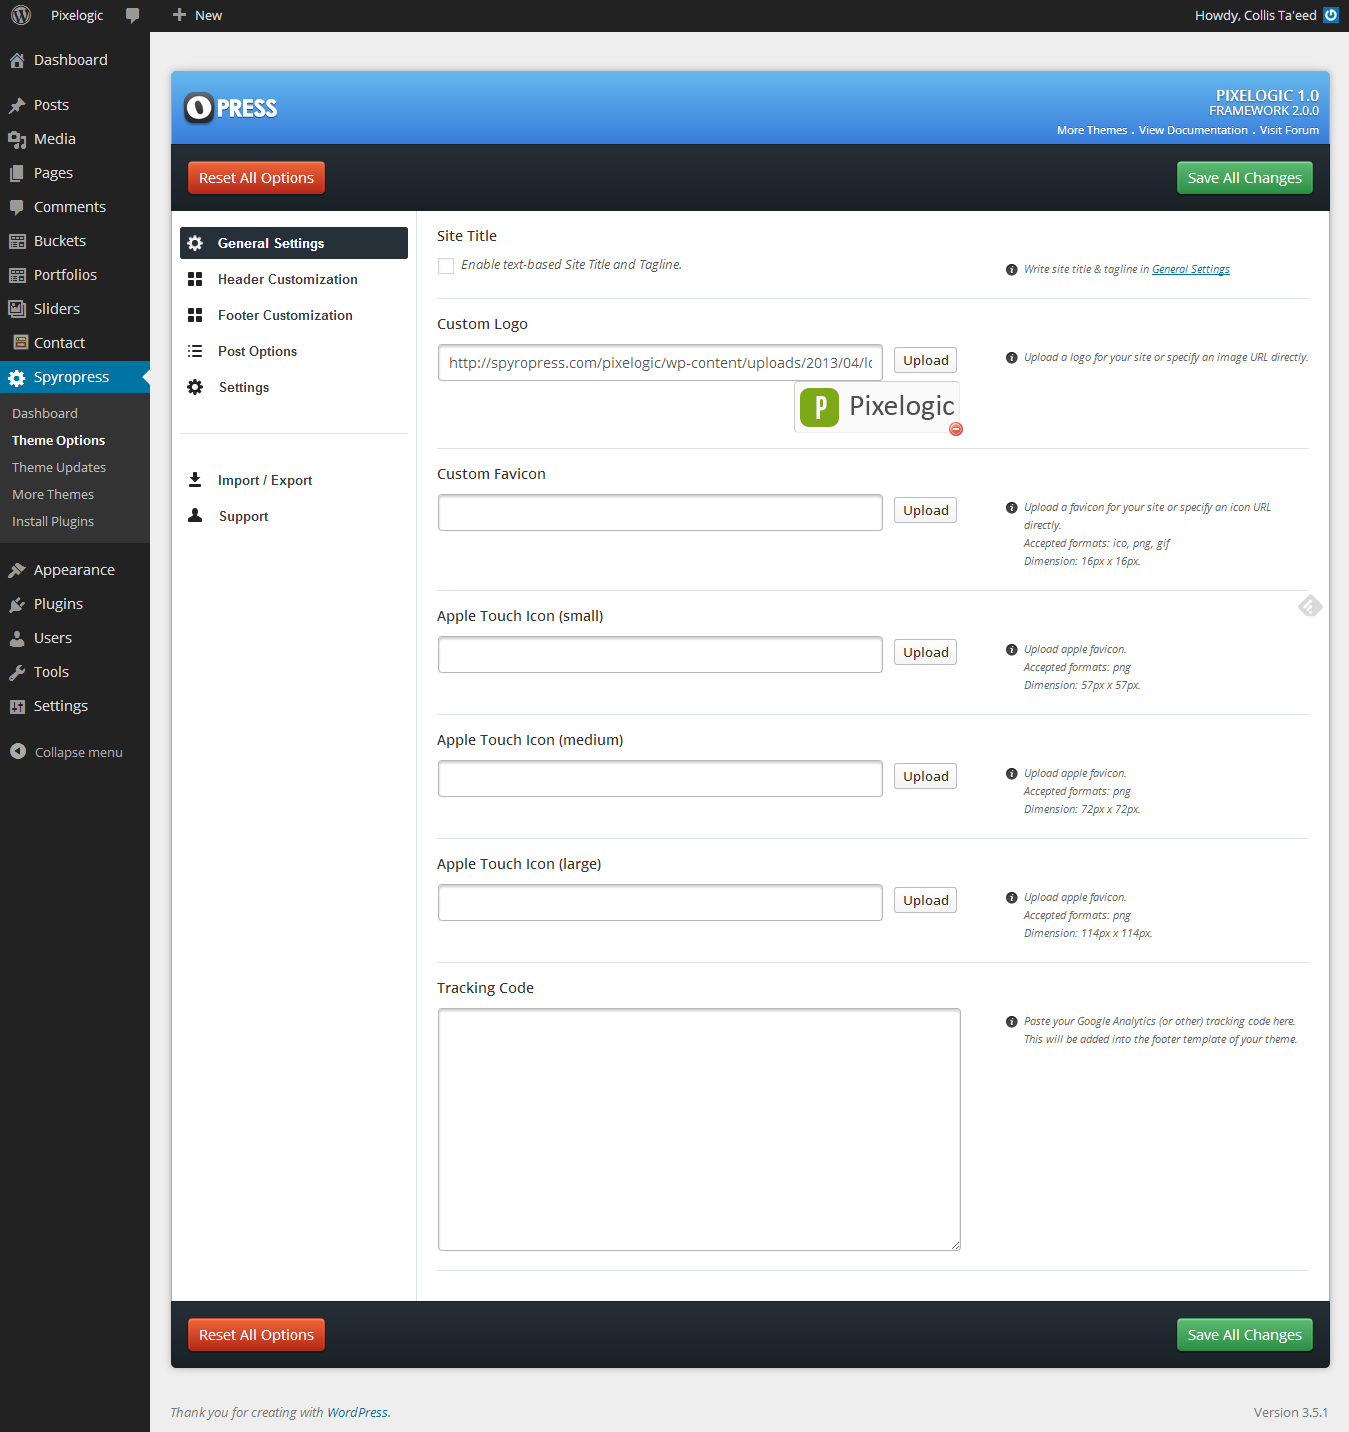 Pixelogic
New
Howdy, Collis Ta'eed
Dashboard
Posts
Media
Pages
Comments
Buckets
Portfolios
Sliders
Contact
Spyropress
Dashboard
Theme Options
Theme Updates
More Themes
Install Plugins
Appearance
Plugins
Users
Tools
Settings
Collapse menu
PRESS
PIXELOGIC 1.0
FRAMEWORK 2.0.0
More Themes . View Documentation . Visit Forum
Reset All Options
Save All Changes
General Settings
Header Customization
Footer Customization
Post Options
Settings
Import / Export
Support
Site Title
Enable text-based Site Title and Tagline.
Write site title & tagline in General Settings
Custom Logo
http://spyropress.com/pixelogic/wp-content/uploads/2013/04/lo
Upload
Upload a logo for your site or specify an image URL directly.
P Pixelogic
Custom Favicon
Upload
Upload a favicon for your site or specify an icon URL
directly.
Accepted formats: ico, png, gif
Dimension: 16px x 16px.
Apple Touch Icon (small)
Upload
Upload apple favicon.
Accepted formats: png
Dimension: 57px x 57px.
Apple Touch Icon (medium)
Upload
Upload apple favicon.
Accepted formats: png
Dimension: 72px x 72px.
Apple Touch Icon (large)
Upload
Upload apple favicon.
Accepted formats: png
Dimension: 114px x 114px.
Tracking Code
Paste your Google Analytics (or other) tracking code here.
This will be added into the footer template of your theme.
Reset All Options
Save All Changes
Thank you for creating with WordPress.
Version 3.5.1